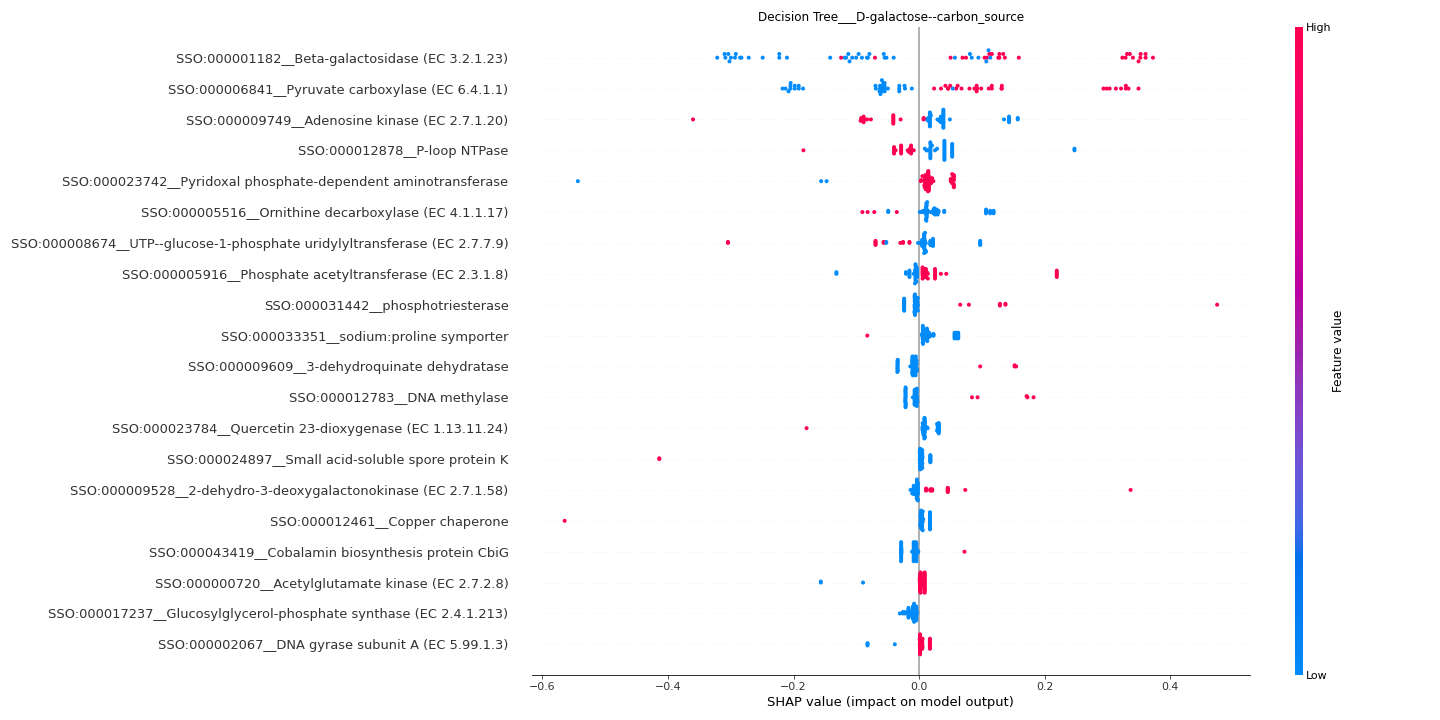 Decision Tree___D-galactose--carbon_source
High
SSO:000001182__Beta-galactosidase (EC 3.2.1.23)
SSO:000006841__Pyruvate carboxylase (EC 6.4.1.1)
SSO:000009749__Adenosine kinase (EC 2.7.1.20)
SSO:000012878__P-loop NTPase
SSO:000023742__Pyridoxal phosphate-dependent aminotransferase
SSO:000005516__Ornithine decarboxylase (EC 4.1.1.17)
SSO:000008674__UTP--glucose-1-phosphate uridylyltransferase (EC 2.7.7.9)
SSO:000005916__Phosphate acetyltransferase (EC 2.3.1.8)
SSO:000031442__phosphotriesterase
SSO:000033351__sodium:proline symporter
SSO:000009609__3-dehydroquinate dehydratase
SSO:000012783__DNA methylase
SSO:000023784__Quercetin 23-dioxygenase (EC 1.13.11.24)
SSO:000024897__Small acid-soluble spore protein K
SSO:000009528__2-dehydro-3-deoxygalactonokinase (EC 2.7.1.58)
SSO:000012461__Copper chaperone
SSO:000043419__Cobalamin biosynthesis protein CbiG
SSO:000000720__Acetylglutamate kinase (EC 2.7.2.8)
SSO:000017237__Glucosylglycerol-phosphate synthase (EC 2.4.1.213)
SSO:000002067__DNA gyrase subunit A (EC 5.99.1.3)
Feature value
Low
−0.6 −0.4 −0.2 0.0 0.2 0.4
SHAP value (impact on model output)